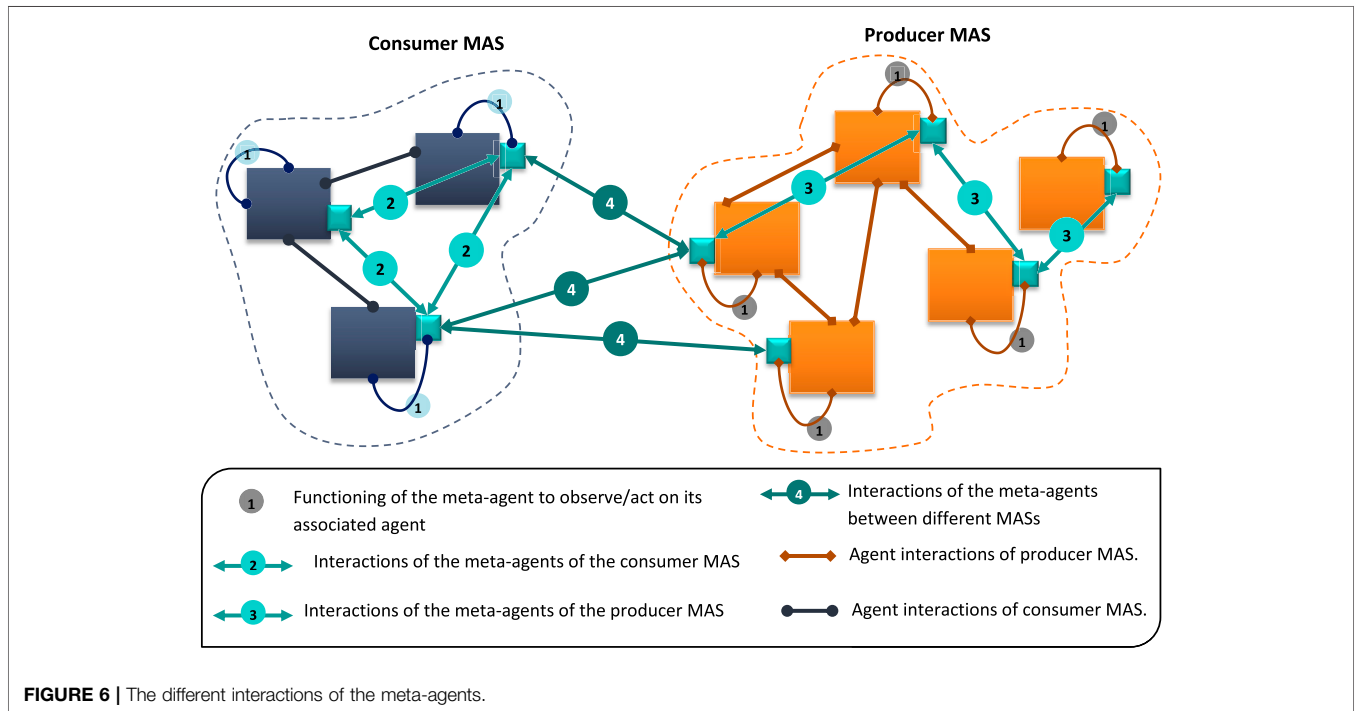 Consumer MAS
Producer MAS
1
1
1
1
2
4
3
3
1
2
2
3
4
1
4
1
1
1
1 Functioning of the meta-agent to observe/act on its
associated agent
2 Interactions of the meta-agents of the consumer MAS
3 Interactions of the meta-agents of the producer MAS
4 Interactions of the meta-agents
between different MASs
Agent interactions of producer MAS.
Agent interactions of consumer MAS.
FIGURE 6 | The different interactions of the meta-agents.